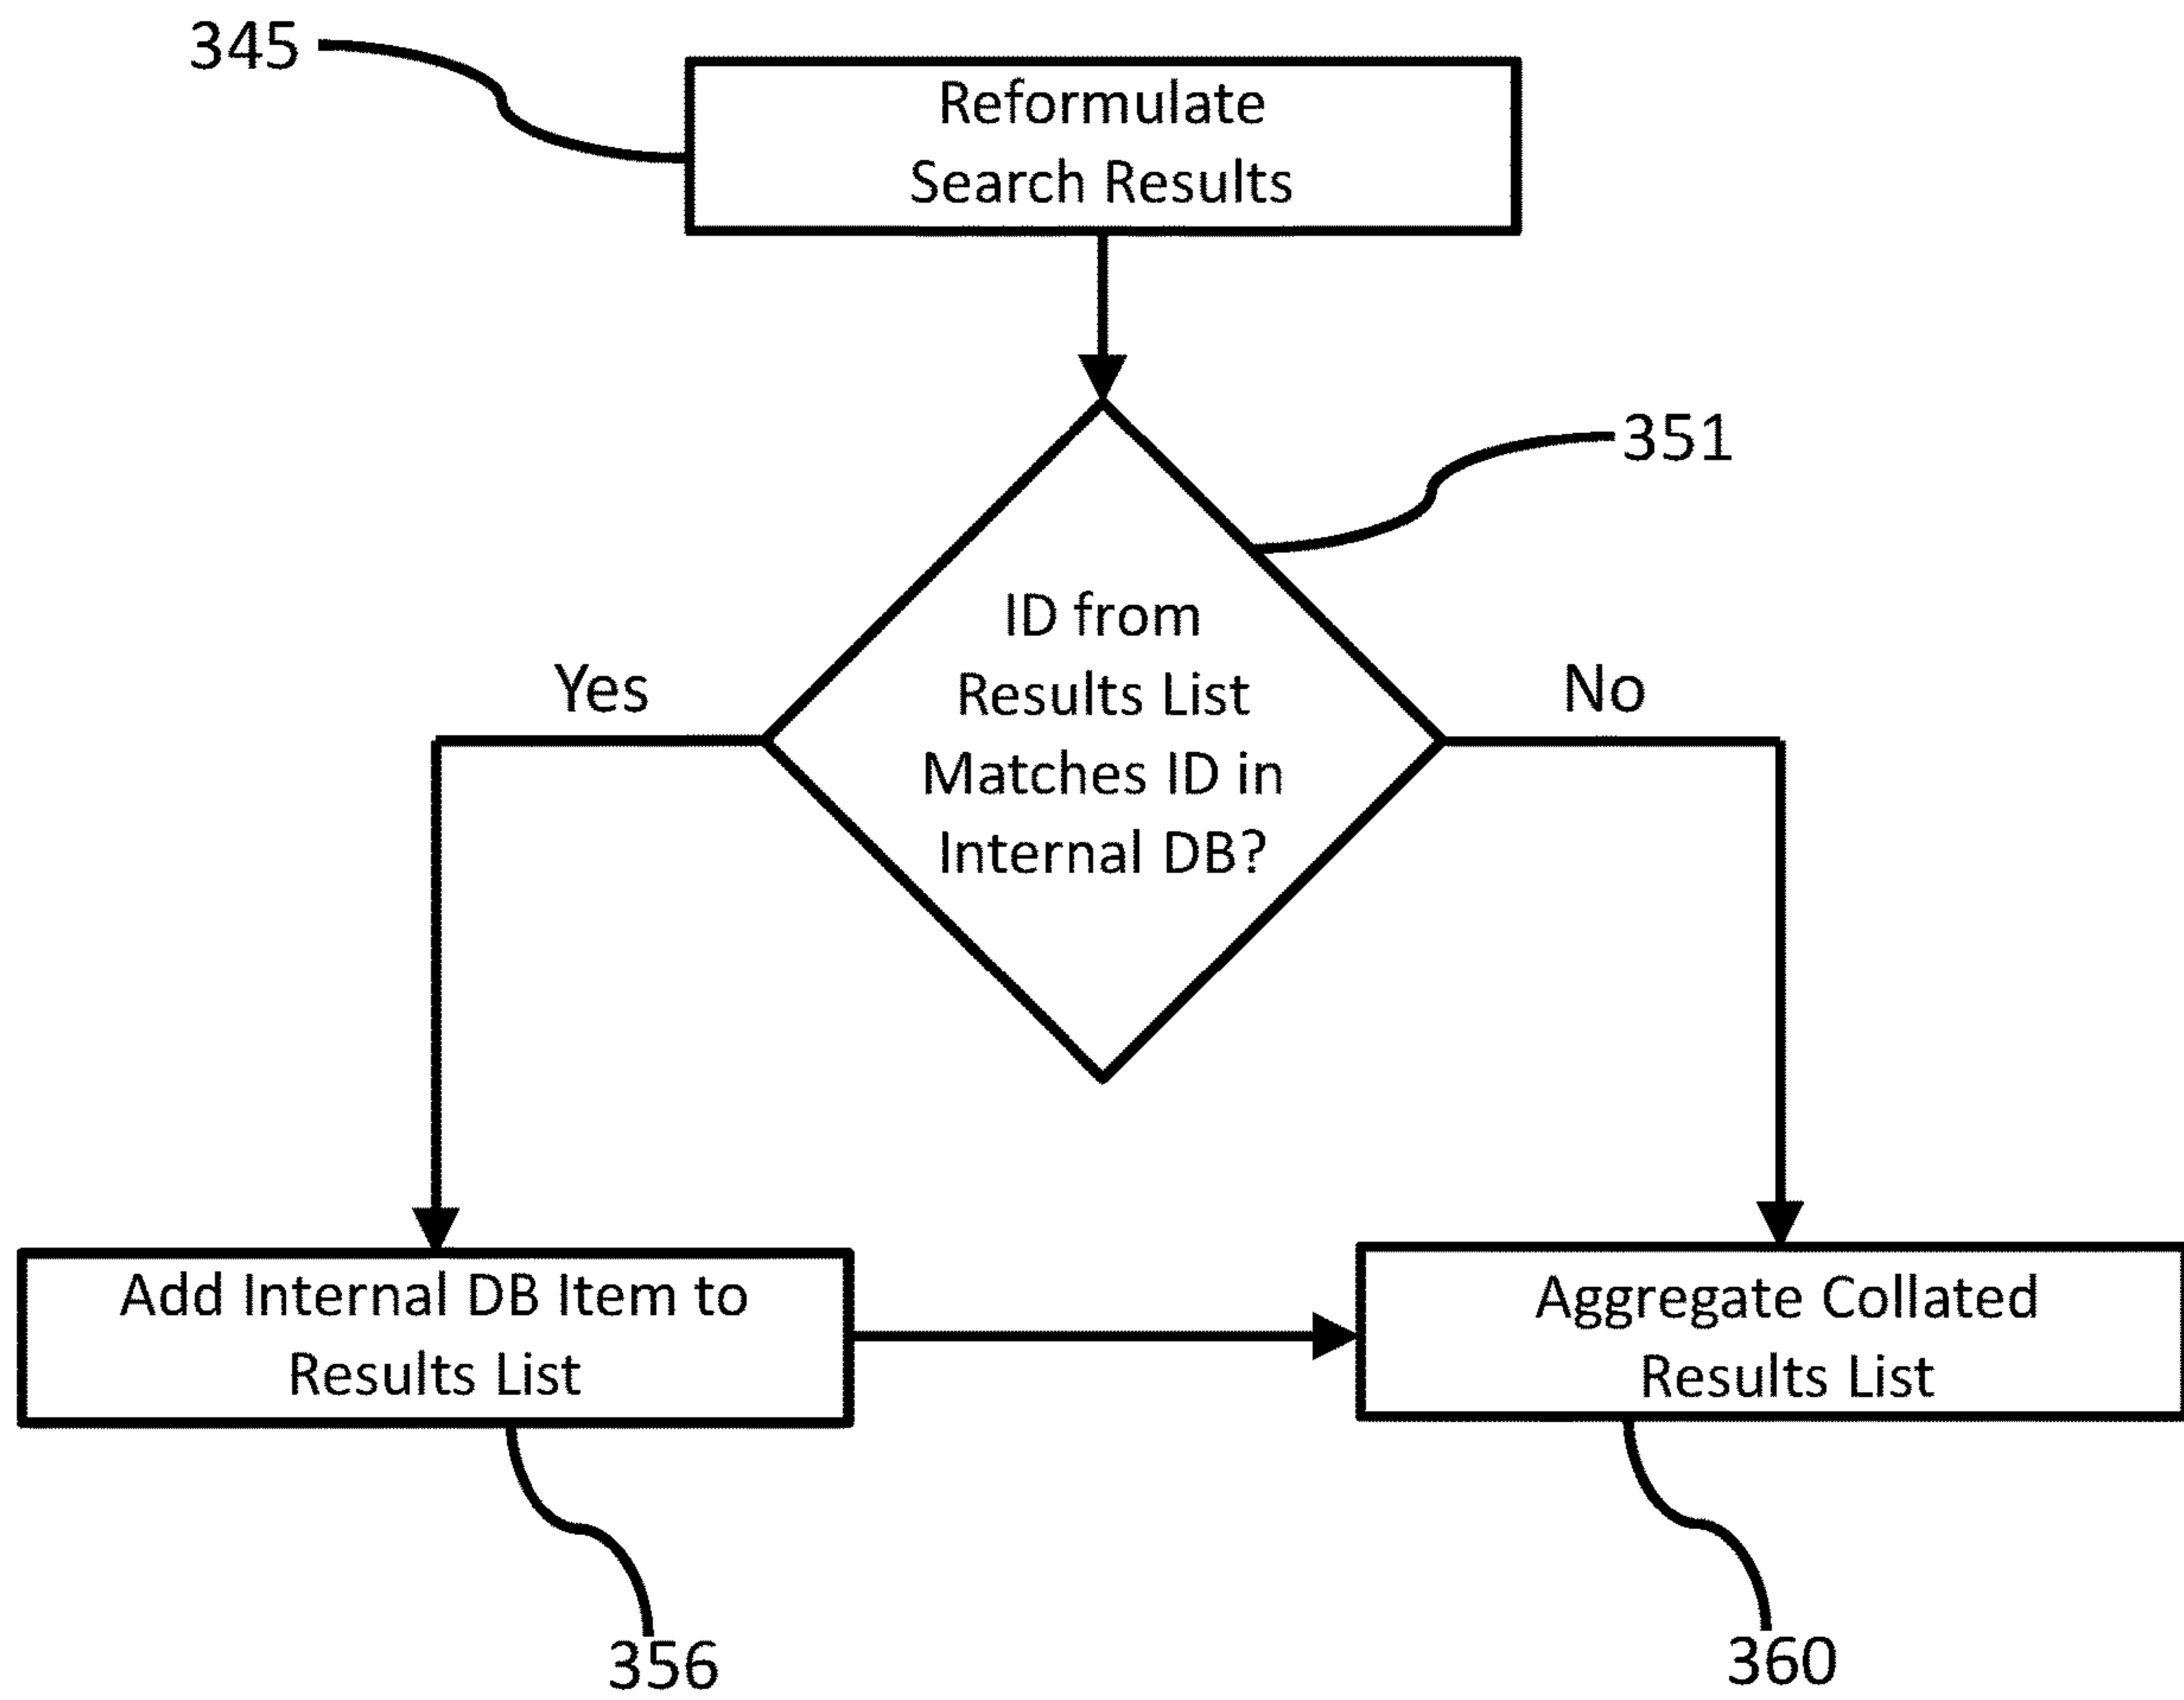 345
Reformulate
Search Results
351
ID from
Results List
Matches ID in
Internal DB?
Yes
No
Add Internal DB Item to
Results List
Aggregate Collated
Results List
356
360